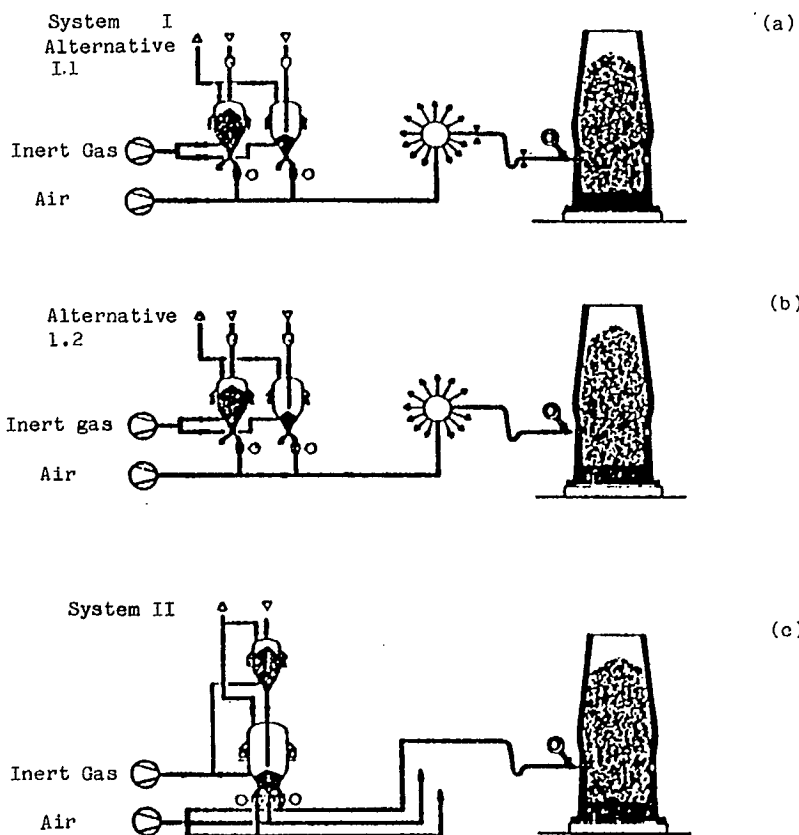 System I
(a)
Alternative
I.1
Inert Gas
Air
Alternative
1.2
(b)
Inert gas
Air
System II
(c)
Inert Gas
Air